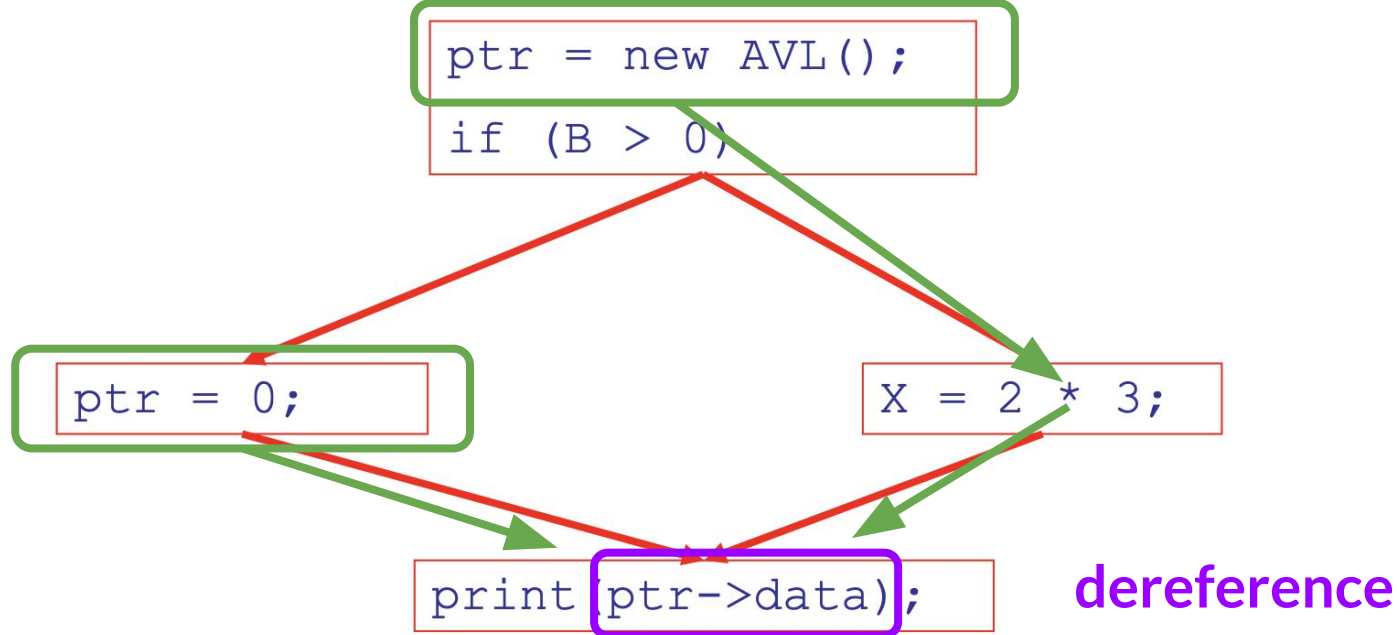 ptr = new AVL();
if (B > 0)
ptr = 0;
X = 2 * 3;
print(ptr->data);
dereference